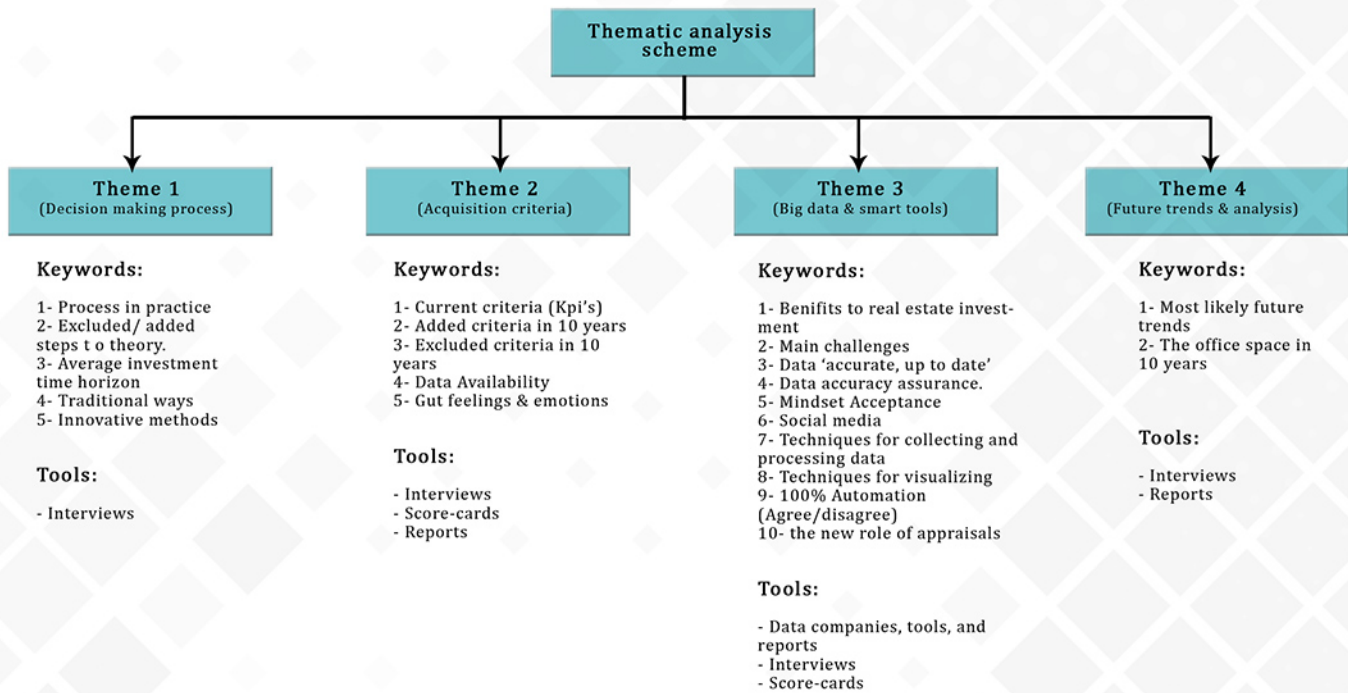 Thematic analysis
scheme
Theme 1
(Decision making process)
Keywords:
1- Process in practice
2- Excluded/ added
steps t o theory.
3- Average investment
time horizon
4- Traditional ways
5- Innovative methods
Tools:
- Interviews
Theme 2
(Acquisition criteria)
Keywords:
1- Current criteria (Kpi's)
2- Added criteria in 10 years
3- Excluded criteria in 10
years
4- Data Availability
5- Gut feelings & emotions
Tools:
- Interviews
- Score-cards
- Reports
Theme 3
(Big data & smart tools)
Keywords:
1- Benifits to real estate invest-
ment
2- Main challenges
3- Data ‘accurate, up to date’
4- Data accuracy assurance.
5- Mindset Acceptance
6- Social media
7- Techniques for collecting and
processing data
8- Techniques for visualizing
9- 100% Automation
(Agree/disagree)
10- the new role of appraisals
Tools:
- Data companies, tools, and
reports
- Interviews
- Score-cards
Theme 4
(Future trends & analysis)
Keywords:
1- Most likely future
trends
2- The office space in
10 years
Tools:
- Interviews
- Reports